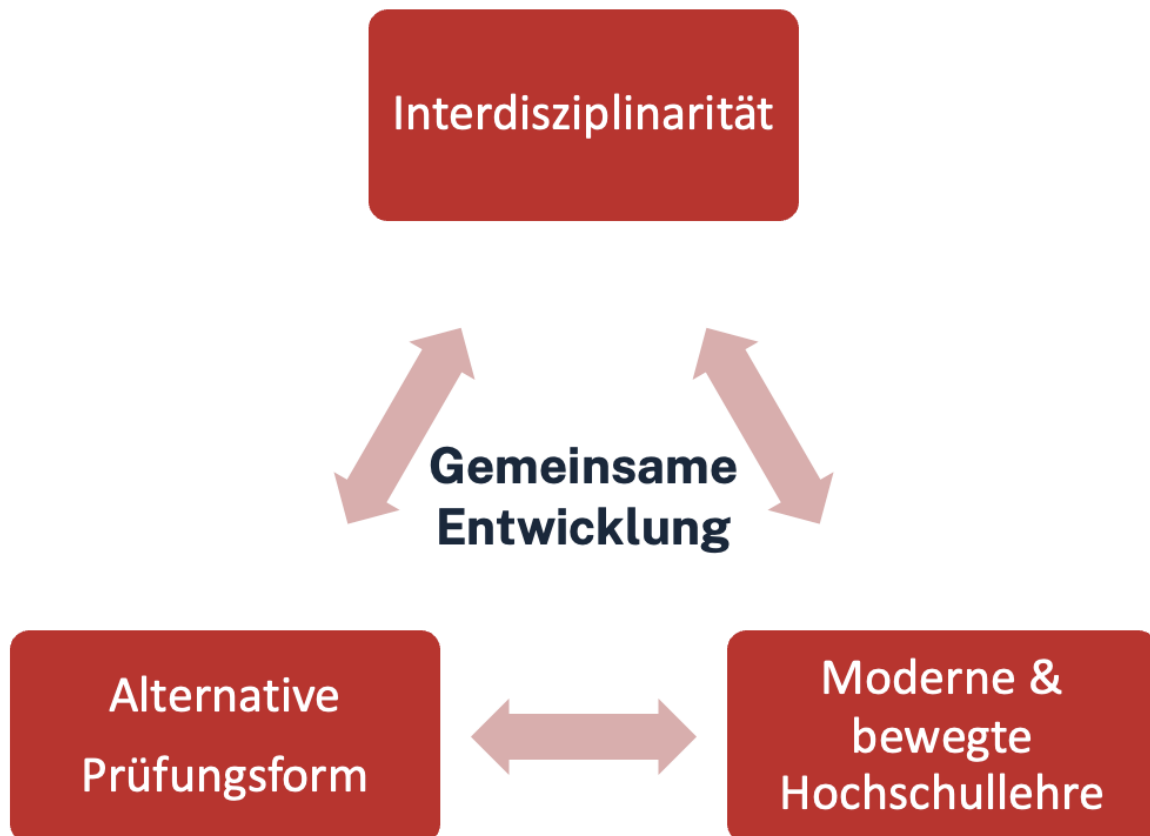 Interdisziplinarität
Gemeinsame
Entwicklung
Alternative
Prüfungsform
Moderne &
bewegte
Hochschullehre